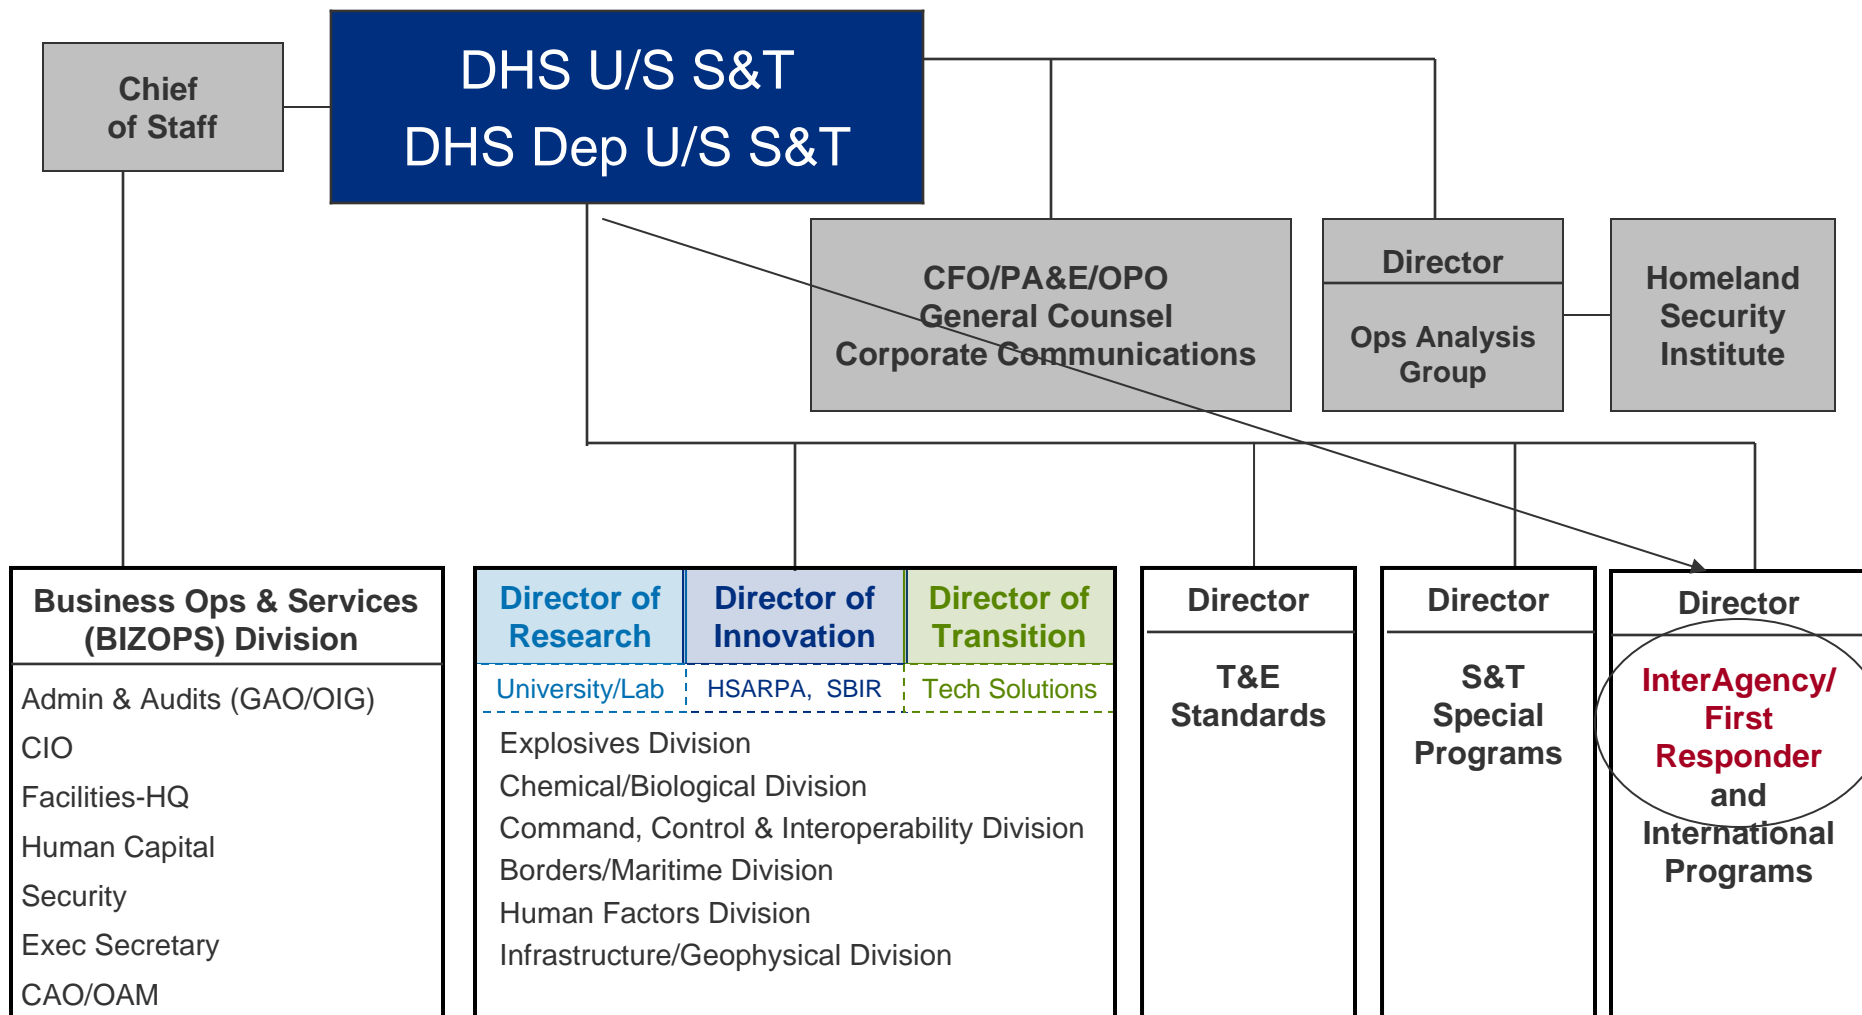 DHS U/S S&T
DHS Dep U/S S&T
Chief
of Staff
CFO/PA&E/OPO
General Counsel
Corporate Communications
Director
Ops Analysis
Group
Homeland
Security
Institute
Business Ops & Services
(BIZOPS) Division
Admin & Audits (GAO/OIG)
CIO
Facilities-HQ
Human Capital
Security
Exec Secretary
CAO/OAM
Director of
Research
University/Lab
Director of
Innovation
HSARPA, SBIR
Director of
Transition
Tech Solutions
Explosives Division
Chemical/Biological Division
Command, Control & Interoperability Division
Borders/Maritime Division
Human Factors Division
Infrastructure/Geophysical Division
Director
T&E
Standards
Director
S&T
Special
Programs
Director
InterAgency/
First
Responder
and
International
Programs